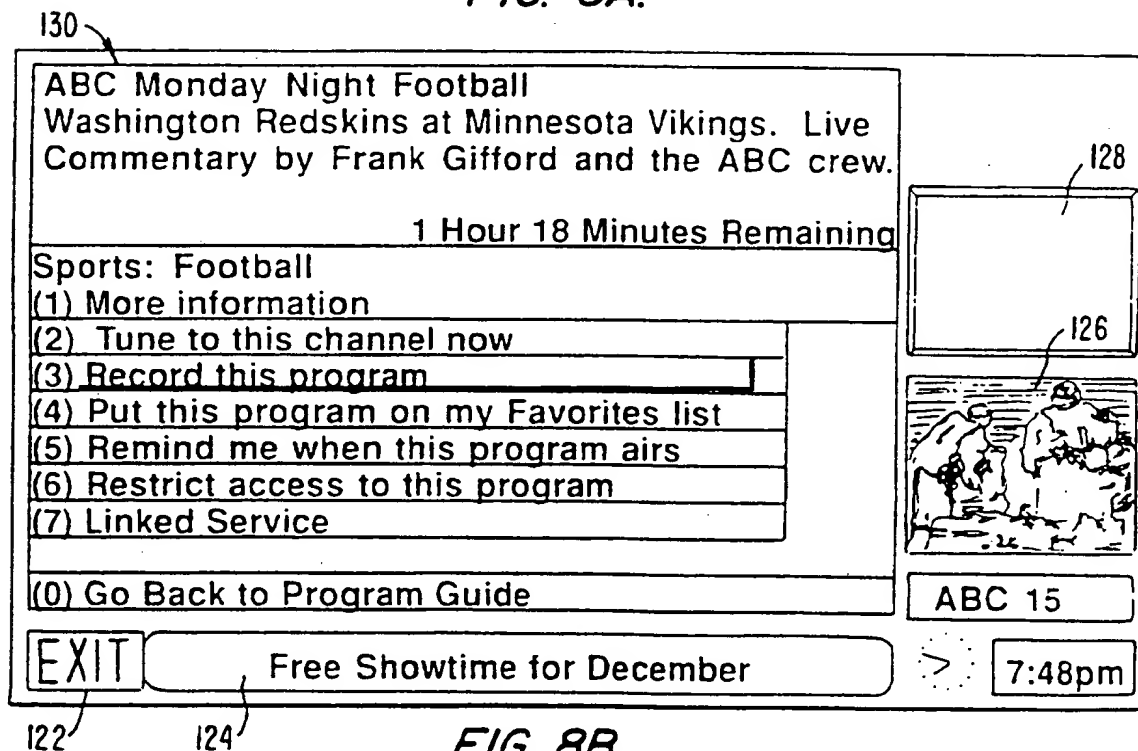 FIG. 8A.
130
ABC Monday Night Football
Washington Redskins at Minnesota Vikings. Live
Commentary by Frank Gifford and the ABC crew.
1 Hour 18 Minutes Remaining
Sports: Football
(1) More information
(2) Tune to this channel now
(3) Record this program
(4) Put this program on my Favorites list
(5) Remind me when this program airs
(6) Restrict access to this program
(7) Linked Service
(0) Go Back to Program Guide
128
126
ABC 15
EXIT
Free Showtime for December
7:48pm
122
124
FIG. 8B.